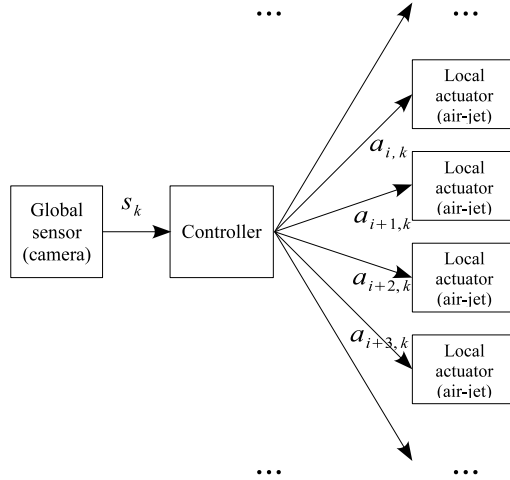 ... ...
Local
actuator
(air-jet)
a_{i,k}
Local
actuator
(air-jet)
a_{i+1,k}
Global
sensor
(camera)
s_k
Controller
Local
actuator
(air-jet)
a_{i+2,k}
Local
actuator
(air-jet)
a_{i+3,k}
... ...